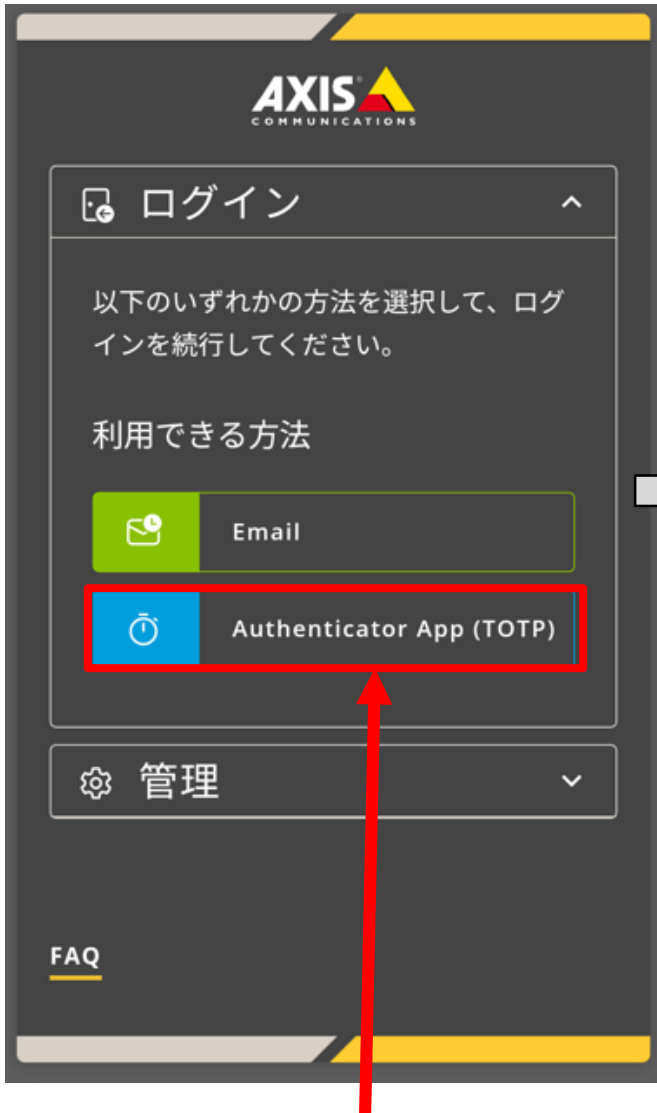 AXIS
COMMUNICATIONS
ログイン
以下のいずれかの方法を選択して、ログ
インを続行してください。
利用できる方法
Email
Authenticator App (TOTP)
管理
FAQ